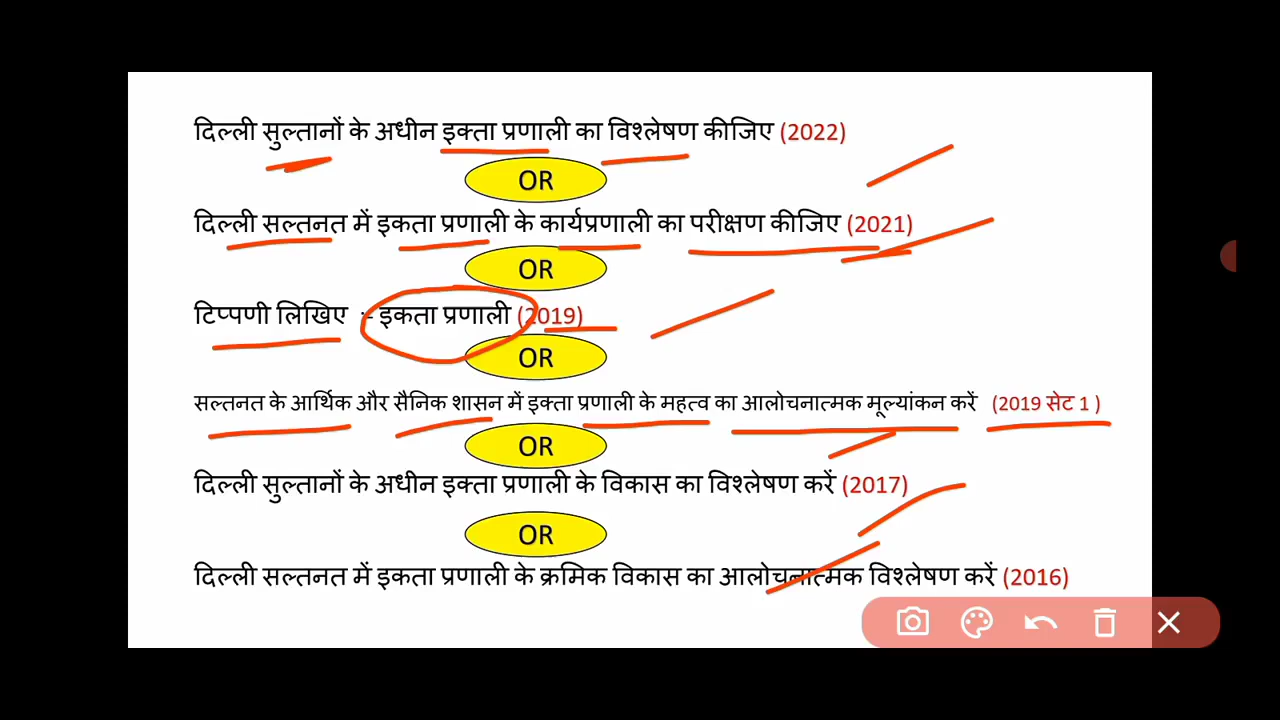 दिल्ली सुल्तानों के अधीन इक्ता प्रणाली का विश्लेषण कीजिए (2022)
OR
दिल्ली सल्तनत में इकता प्रणाली के कार्यप्रणाली का परीक्षण कीजिए (2021)
OR
टिप्पणी लिखिए :- इकता प्रणाली (2019)
OR
सल्तनत के आर्थिक और सैनिक शासन में इक्ता प्रणाली के महत्व का आलोचनात्मक मूल्यांकन करें (2019 सेट 1 )
OR
दिल्ली सुल्तानों के अधीन इक्ता प्रणाली के विकास का विश्लेषण करें (2017)
OR
दिल्ली सल्तनत में इकता प्रणाली के क्रमिक विकास का आलोचनात्मक विश्लेषण करें (2016)